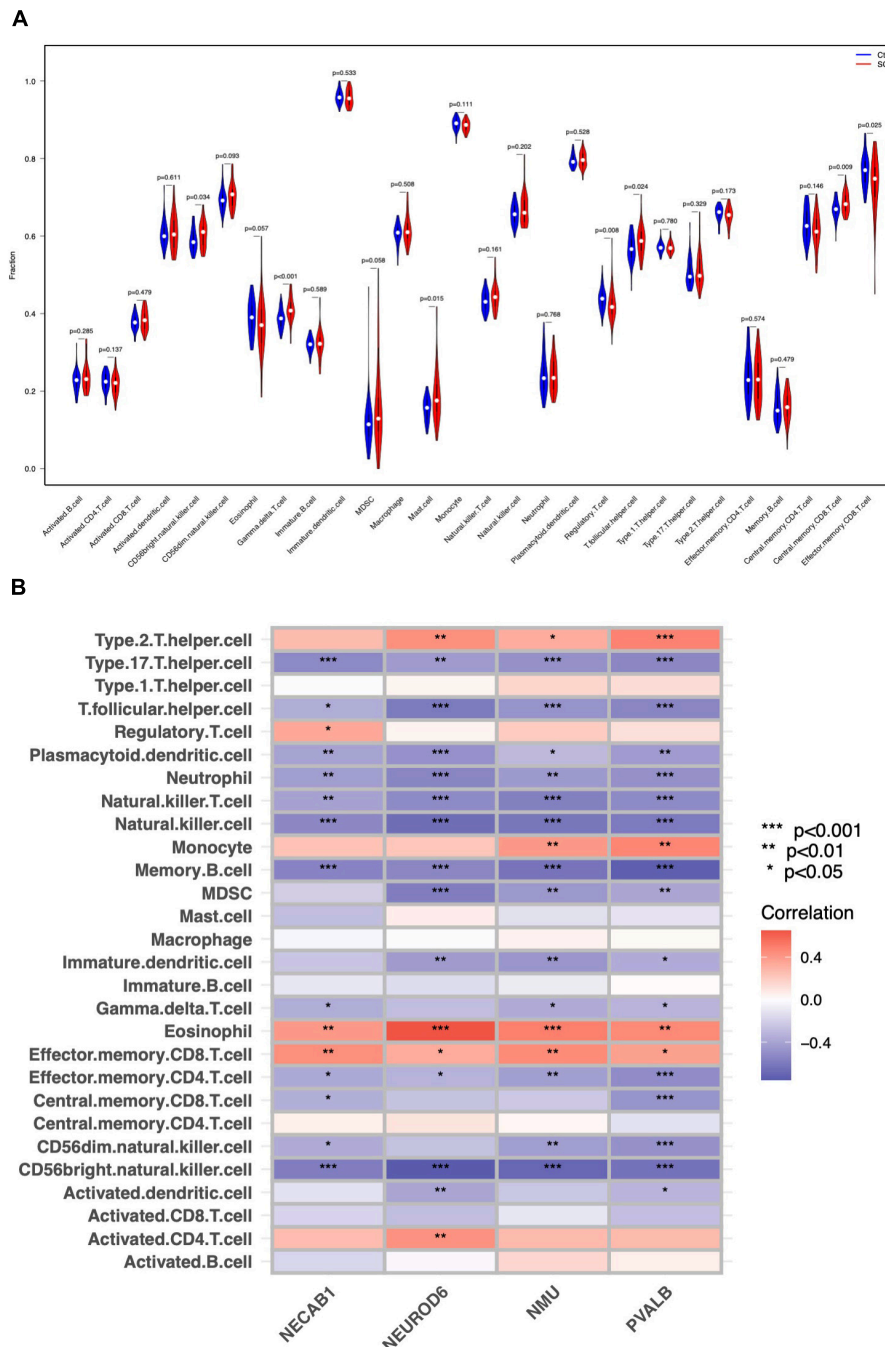 A
Fraction
1.0
0.8
0.6
0.4
0.2
0.0
p=0.285
p=0.137
p=0.479
p=0.611
p=0.034
p=0.093
p=0.057
p<0.001
p=0.589
p=0.533
p=0.058
p=0.508
p=0.015
p=0.111
p=0.161
p=0.202
p=0.768
p=0.528
p=0.008
p=0.024
p=0.780
p=0.329
p=0.173
p=0.574
p=0.479
p=0.146
p=0.009
p=0.025
Activated.B.cell
Activated.CD4.T.cell
Activated.CD8.T.cell
Activated.dendritic.cell
CD56bright.natural.killer.cell
CD56dim.natural.killer.cell
Eosinophil
Gamma.delta.T.cell
Immature.B.cell
Immature.dendritic.cell
MDSC
Macrophage
Mast.cell
Monocyte
Natural.killer.T.cell
Natural.killer.cell
Neutrophil
Plasmacytoid.dendritic.cell
Regulatory.T.cell
T.follicular.helper.cell
Type.1.T.helper.cell
Type.17.T.helper.cell
Type.2.T.helper.cell
Effector.memory.CD4.T.cell
Memory.B.cell
Central.memory.CD4.T.cell
Central.memory.CD8.T.cell
Effector.memory.CD8.T.cell
B
Type.2.T.helper.cell ** * ***
Type.17.T.helper.cell *** ** *** ***
Type.1.T.helper.cell
T.follicular.helper.cell * *** *** ***
Regulatory.T.cell *
Plasmacytoid.dendritic.cell ** *** * **
Neutrophil ** *** ** ***
Natural.killer.T.cell ** *** *** ***
Natural.killer.cell *** *** *** ***
Monocyte ** **
Memory.B.cell *** *** *** ***
MDSC *** ** **
Mast.cell
Macrophage
Immature.dendritic.cell ** ** *
Immature.B.cell
Gamma.delta.T.cell * * *
Eosinophil ** *** *** **
Effector.memory.CD8.T.cell ** * ** *
Effector.memory.CD4.T.cell * * ** ***
Central.memory.CD8.T.cell * ***
Central.memory.CD4.T.cell
CD56dim.natural.killer.cell * ** ***
CD56bright.natural.killer.cell *** *** *** ***
Activated.dendritic.cell ** *
Activated.CD8.T.cell
Activated.CD4.T.cell **
Activated.B.cell
NECAB1
NEUROD6
NMU
PVALB
*** p<0.001
** p<0.01
* p<0.05
Correlation
0.4
0.0
−0.4